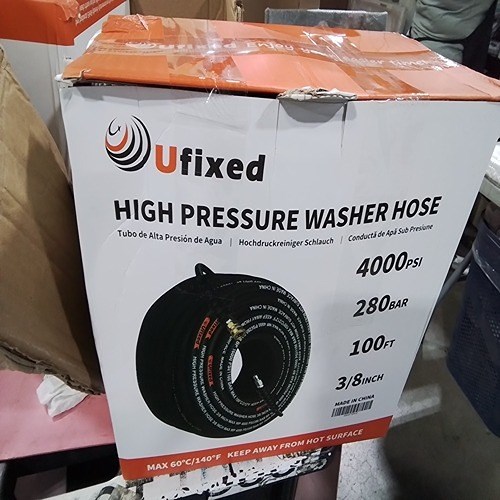 Ufixed
HIGH PRESSURE WASHER HOSE
Tubo de Alta Presión de Agua | Hochdruckreiniger Schlauch | Conductă de Apă Sub Presiune
4000PSI
280BAR
100FT
3/8INCH
MADE IN CHINA
MAX 60°C/140°F KEEP AWAY FROM HOT SURFACE